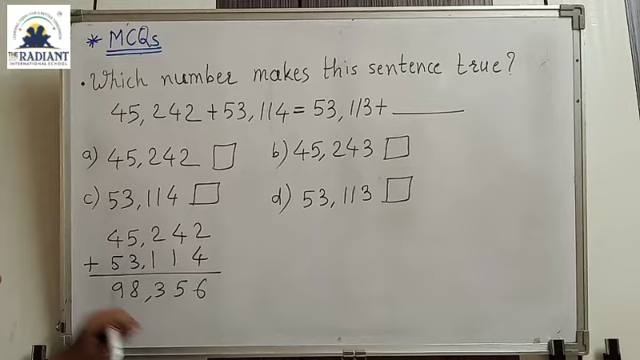 THE RADIANT
INTERNATIONAL SCHOOL
* MCQs
. Which number makes this sentence true?
45,242 + 53,114 = 53,113 + ______
a) 45,242 b) 45,243
c) 53,114 d) 53,113
45,242
+ 53,114
98,356